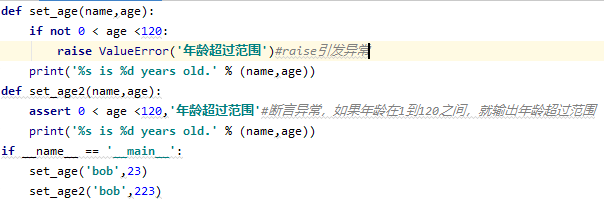 def set_age(name,age):
    if not 0 < age <120:
        raise ValueError('年龄超过范围')#raise引发异常
    print('%s is %d years old.' % (name,age))
def set_age2(name,age):
    assert 0 < age <120,'年龄超过范围'#断言异常，如果年龄在1到120之间，就输出年龄超过范围
    print('%s is %d years old.' % (name,age))
if __name__ == '__main__':
    set_age('bob',23)
    set_age2('bob',223)